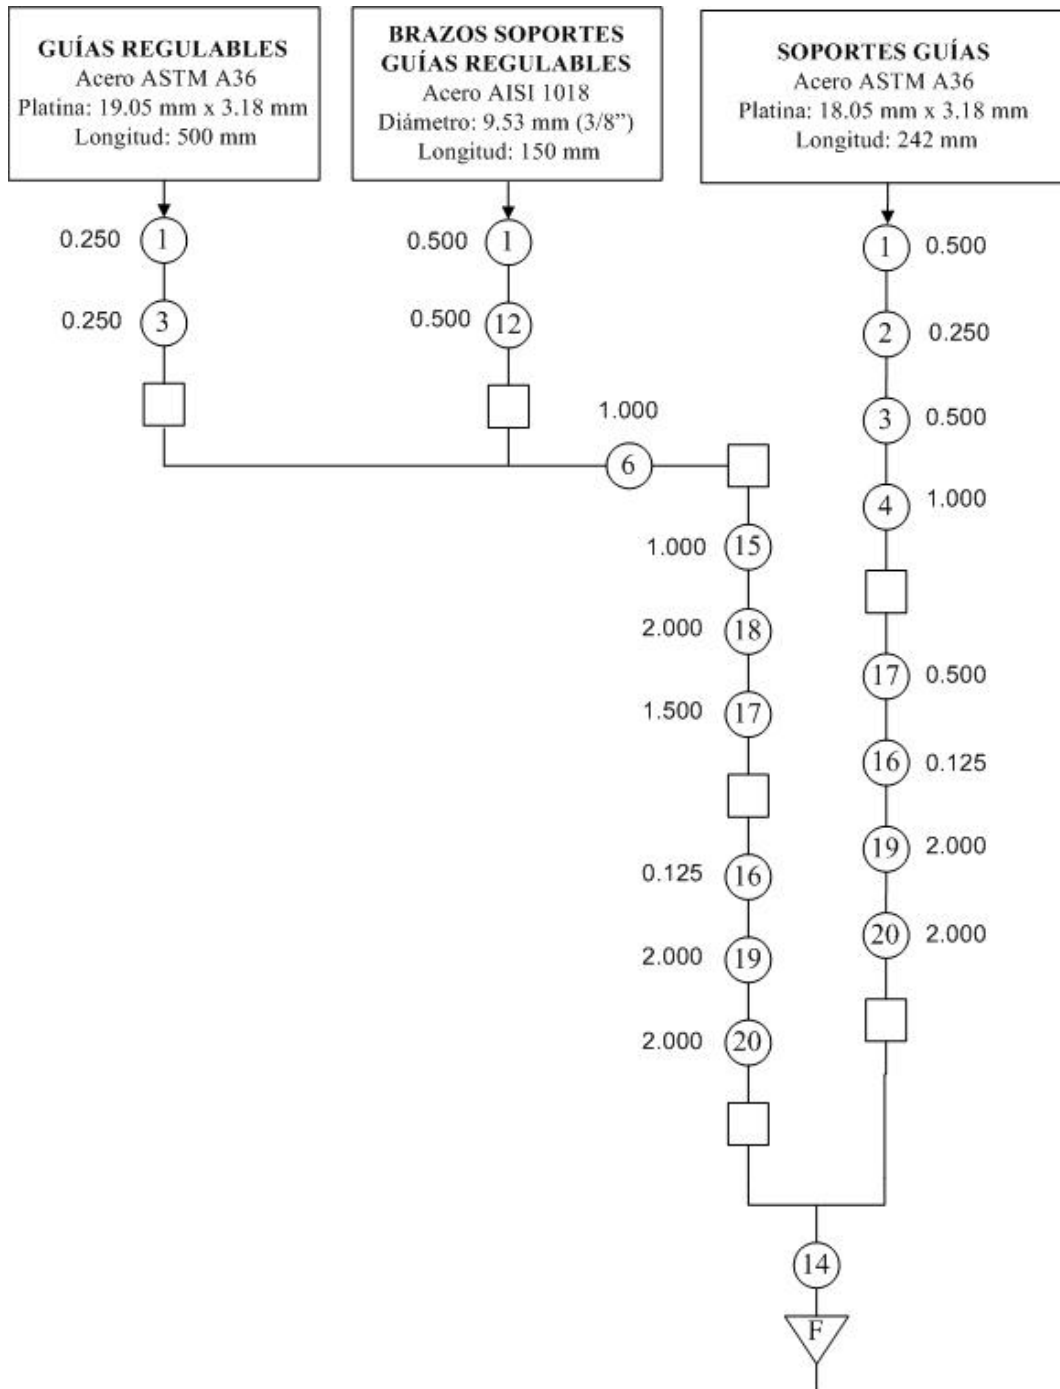 GUÍAS REGULABLES
Acero ASTM A36
Platina: 19.05 mm x 3.18 mm
Longitud: 500 mm
BRAZOS SOPORTES
GUÍAS REGULABLES
Acero AISI 1018
Diámetro: 9.53 mm (3/8”)
Longitud: 150 mm
SOPORTES GUÍAS
Acero ASTM A36
Platina: 18.05 mm x 3.18 mm
Longitud: 242 mm
0.250 1
0.250 3
0.500 1
0.500 12
1.000
6
1.000 15
2.000 18
1.500 17
0.125 16
2.000 19
2.000 20
1 0.500
2 0.250
3 0.500
4 1.000
17 0.500
16 0.125
19 2.000
20 2.000
14
F